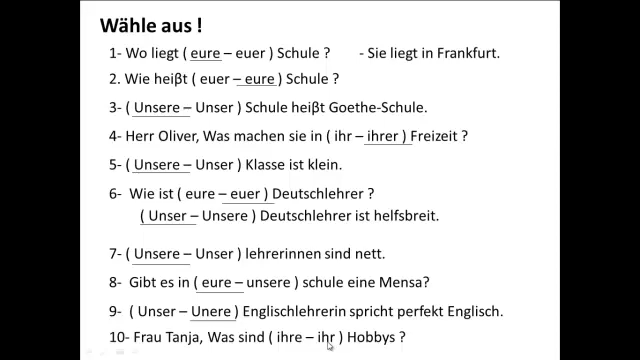 Wähle aus !
1- Wo liegt ( eure – euer ) Schule ? - Sie liegt in Frankfurt.
2. Wie heiβt ( euer – eure ) Schule ?
3- ( Unsere – Unser ) Schule heiβt Goethe-Schule.
4- Herr Oliver, Was machen sie in ( ihr – ihrer ) Freizeit ?
5- ( Unsere – Unser ) Klasse ist klein.
6- Wie ist ( eure – euer ) Deutschlehrer ?
( Unser – Unsere ) Deutschlehrer ist helfsbreit.
7- ( Unsere – Unser ) lehrerinnen sind nett.
8- Gibt es in ( eure – unsere ) schule eine Mensa?
9- ( Unser – Unere ) Englischlehrerin spricht perfekt Englisch.
10- Frau Tanja, Was sind ( ihre – ihr ) Hobbys ?